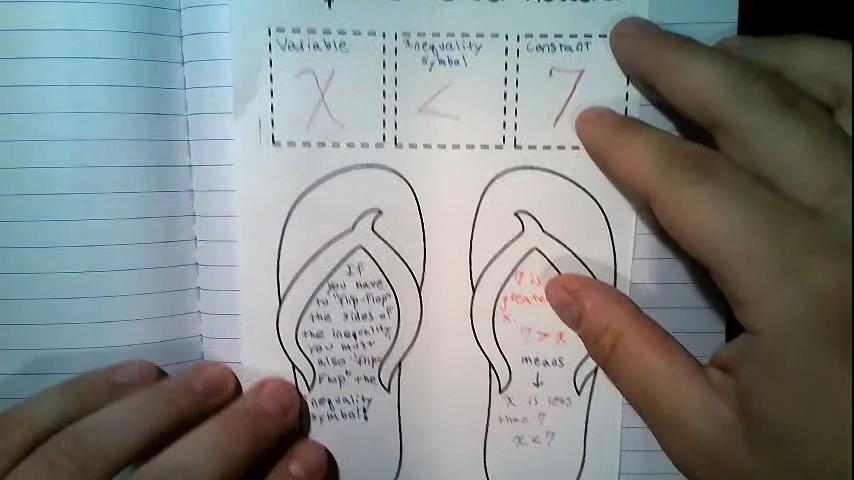 Variable
x
Inequality
symbol
<
Constant
7
If
you have
to "flip-flop"
the sides of
the inequality,
you must
also "flip-
flop" the
inequality
symbol!
7 is
greater
x.
7 > x
means
↓
x is less
than 7
x < 7